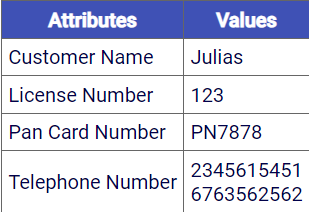 Attributes Values
Customer Name Julias
License Number 123
Pan Card Number PN7878
Telephone Number 2345615451
6763562562